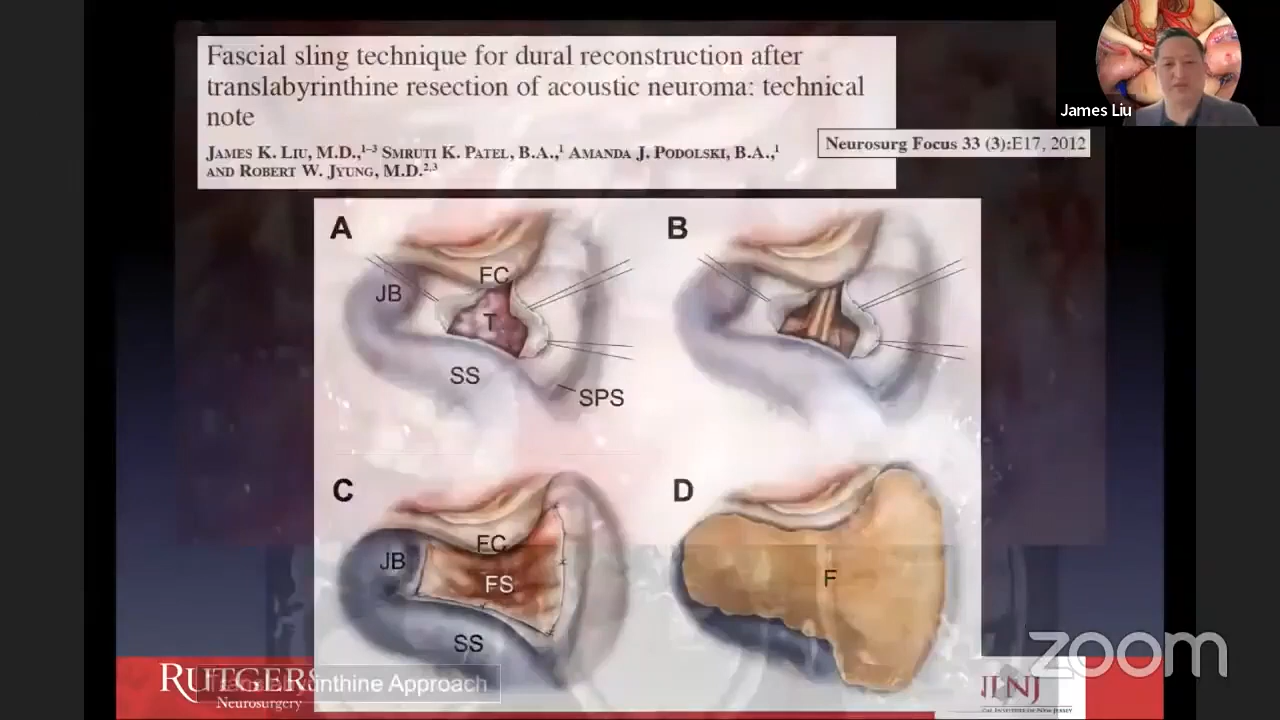 Fascial sling technique for dural reconstruction after
translabyrinthine resection of acoustic neuroma: technical
note
JAMES K. LIU, M.D.,1–3 SMRUTI K. PATEL, B.A.,1 AMANDA J. PODOLSKI, B.A.,1
AND ROBERT W. JYUNG, M.D.2,3
Neurosurg Focus 33 (3):E17, 2012
James Liu
A
FC
JB
T
SS
SPS
B
C
FC
JB
FS
SS
D
F
RUTGERS
Neurosurgery
Translabyrinthine Approach
zoom